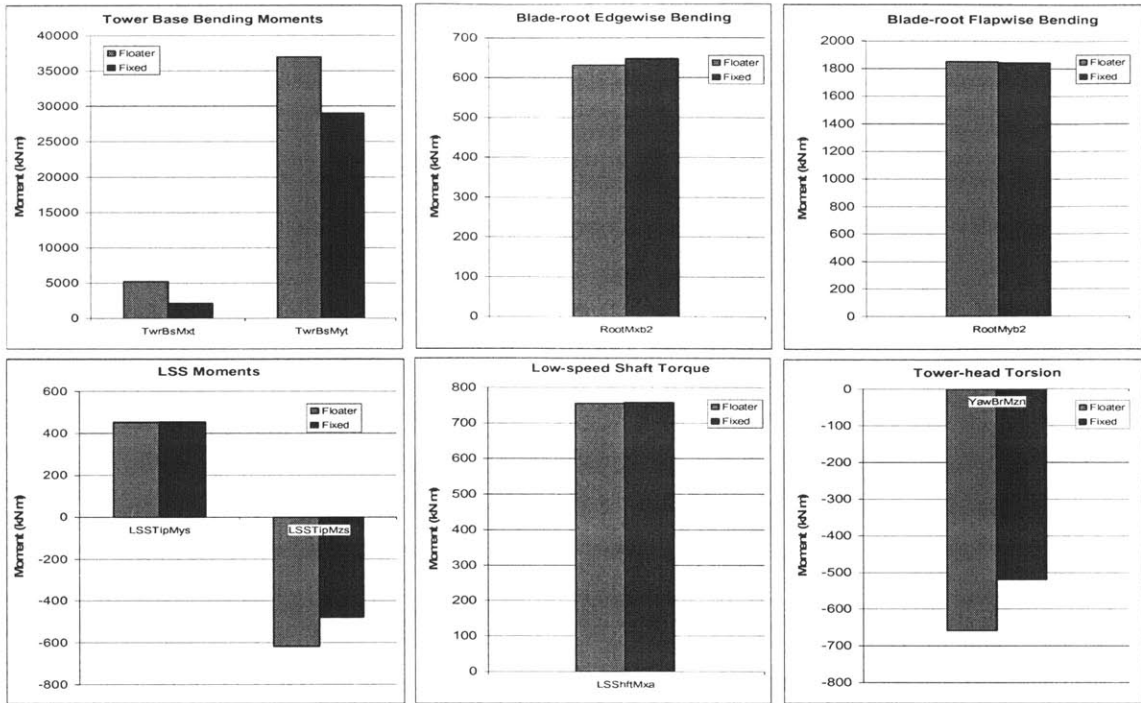 Tower Base Bending Moments
Moment (kN·m)
40000
35000
30000
25000
20000
15000
10000
5000
0
Floater
Fixed
TwrBsMxt
TwrBsMyt
Blade-root Edgewise Bending
Moment (kN·m)
700
600
500
400
300
200
100
0
Floater
Fixed
RootMxb2
Blade-root Flapwise Bending
Moment (kN·m)
2000
1800
1600
1400
1200
1000
800
600
400
200
0
Floater
Fixed
RootMyb2
LSS Moments
Moment (kN·m)
600
400
200
0
-200
-400
-600
-800
Floater
Fixed
LSSTipMys
LSSTipMzs
Low-speed Shaft Torque
Moment (kN·m)
800
700
600
500
400
300
200
100
0
Floater
Fixed
LSShftMxa
Tower-head Torsion
Moment (kN·m)
0
-100
-200
-300
-400
-500
-600
-700
-800
YawBrMzn
Floater
Fixed